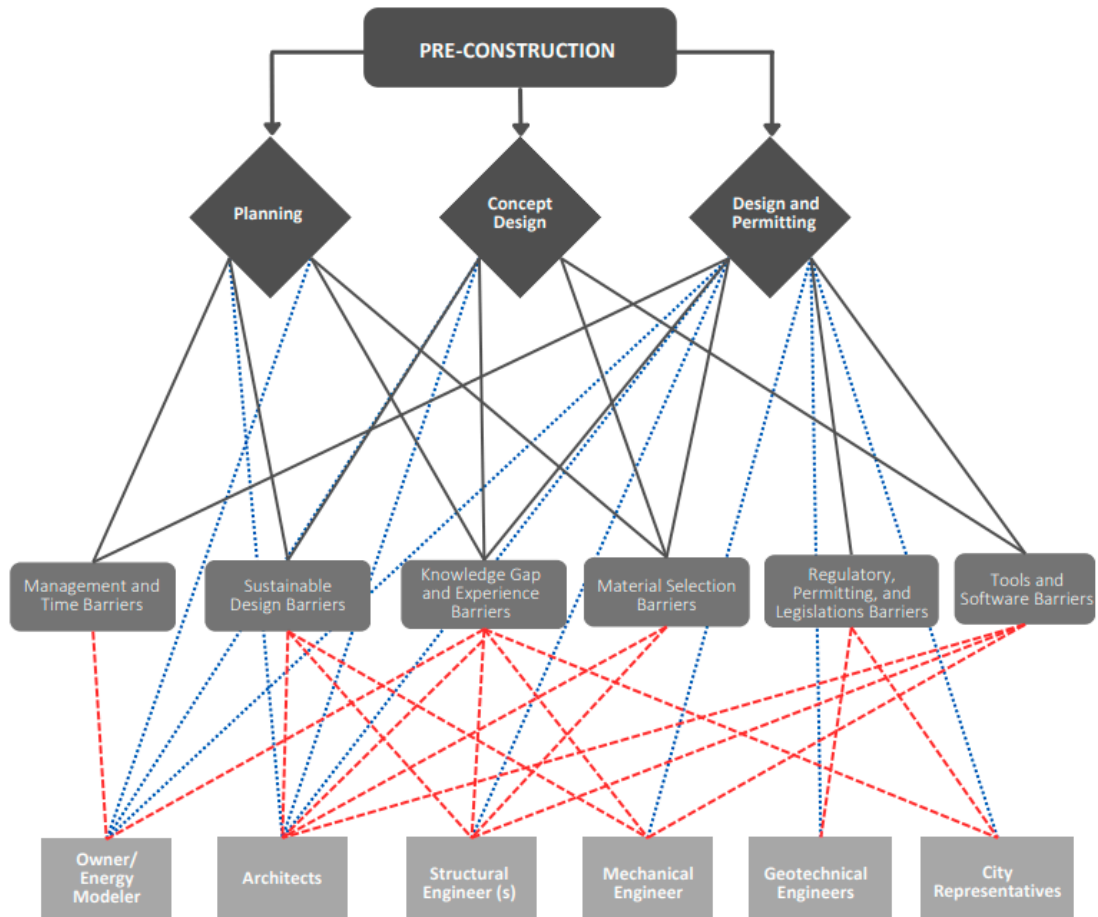 PRE-CONSTRUCTION
Planning
Concept
Design
Design and
Permitting
Management and
Time Barriers
Sustainable
Design Barriers
Knowledge Gap
and Experience
Barriers
Material Selection
Barriers
Regulatory,
Permitting, and
Legislations Barriers
Tools and
Software Barriers
Owner/
Energy
Modeler
Architects
Structural
Engineer (s)
Mechanical
Engineer
Geotechnical
Engineers
City
Representatives